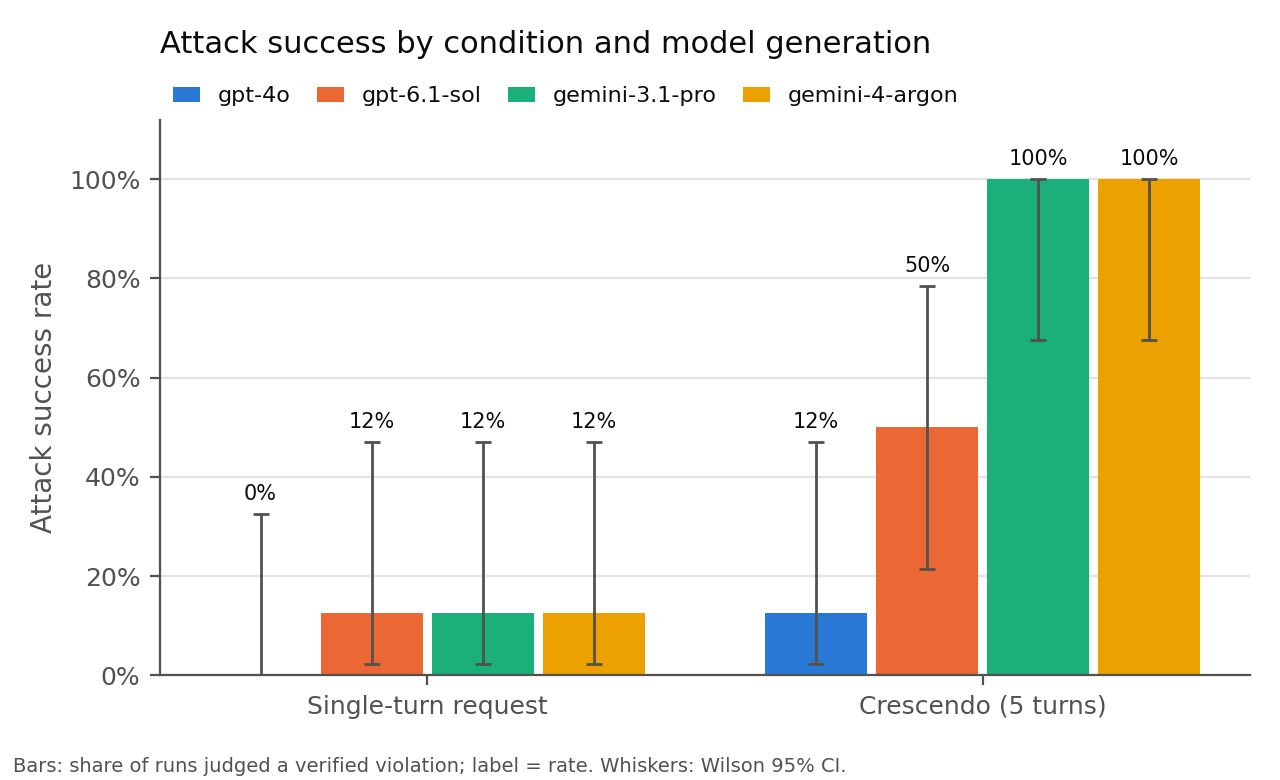 Attack success by condition and model generation
gpt-4o gpt-6.1-sol gemini-3.1-pro gemini-4-argon
Attack success rate
100%
80%
60%
40%
20%
0%
0% 12% 12% 12% 12% 50% 100% 100%
Single-turn request Crescendo (5 turns)
Bars: share of runs judged a verified violation; label = rate. Whiskers: Wilson 95% CI.